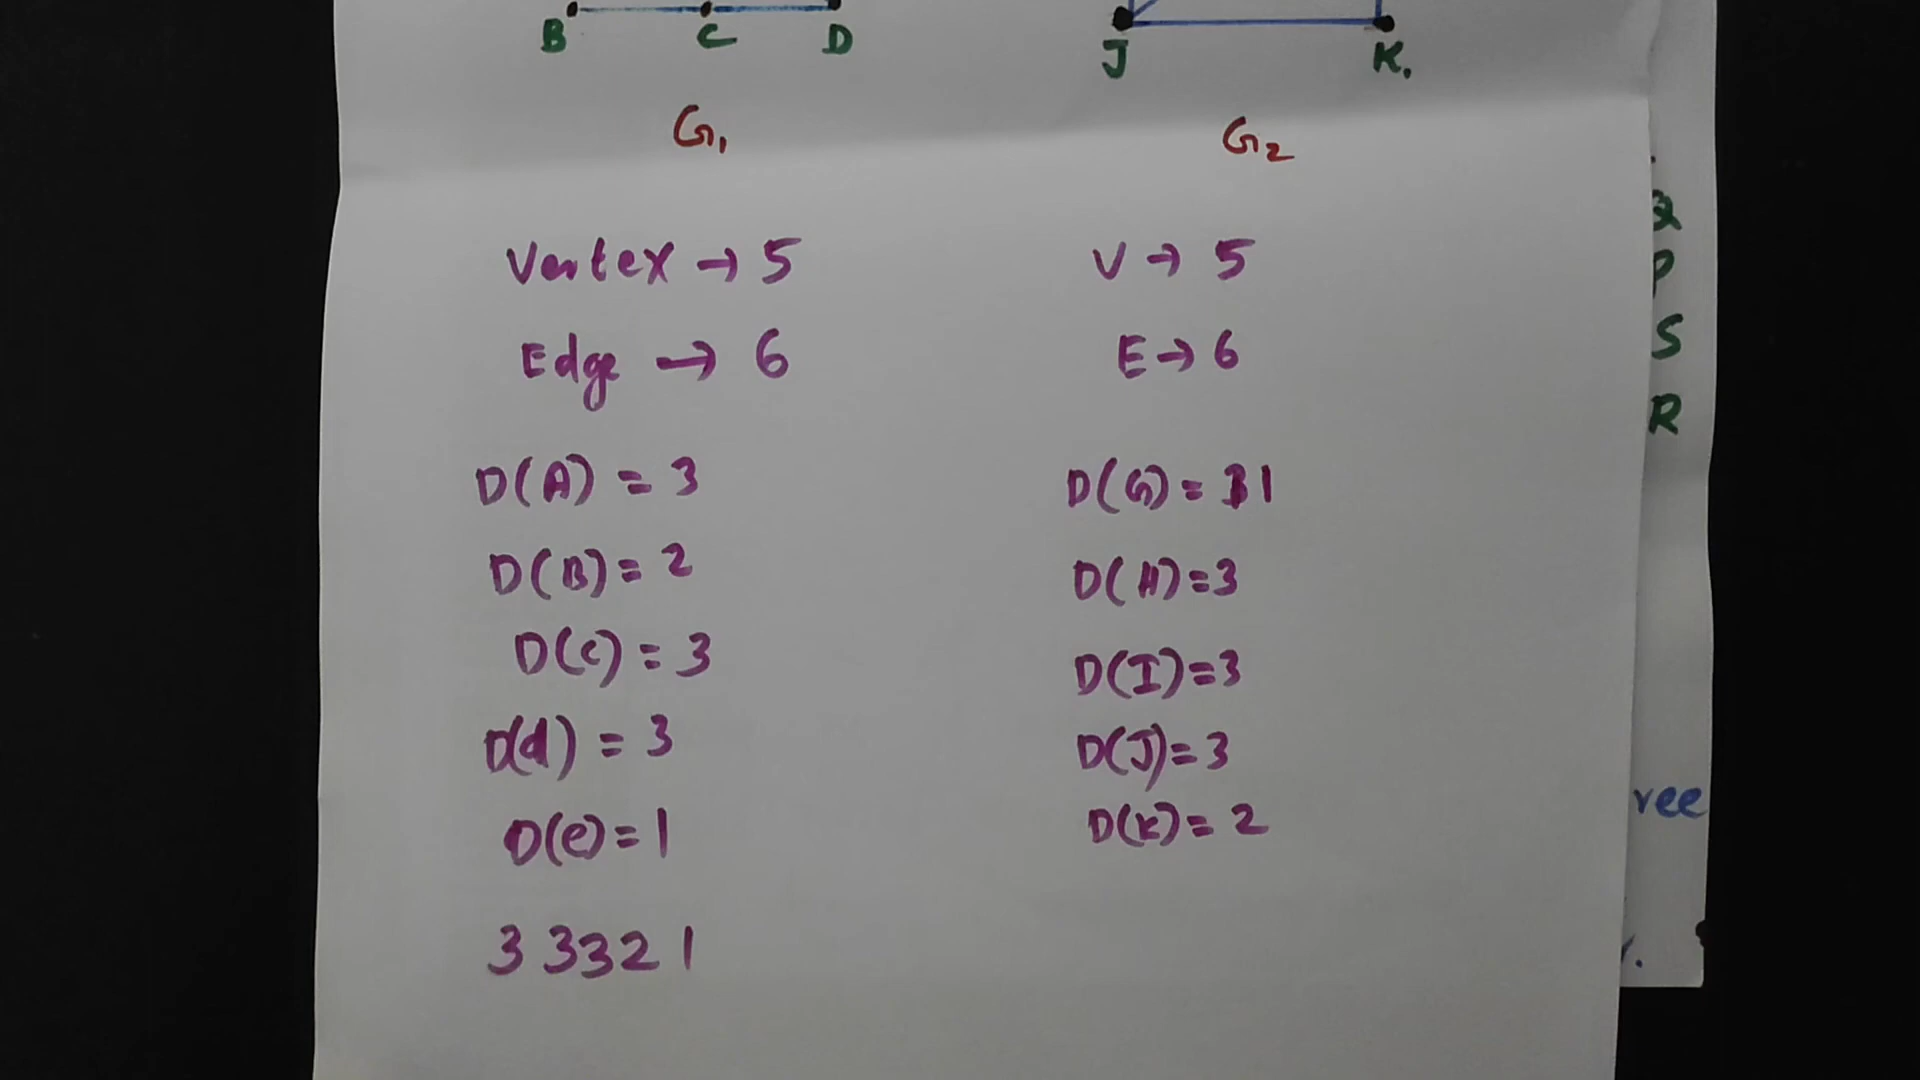 B C D
J K.
G1
G2
Vertex → 5
Edge → 6
D(A) = 3
D(B) = 2
D(C) = 3
D(d) = 3
D(e) = 1
3 3 3 2 1
V → 5
E → 6
D(G) = 1
D(H) = 3
D(I) = 3
D(J) = 3
D(K) = 2
Q
P
S
R
ree